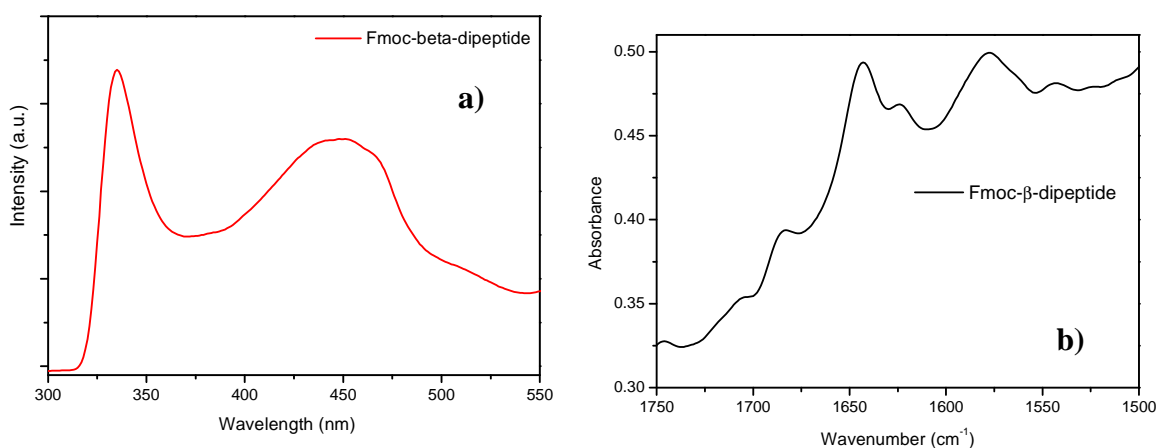 Fmoc-beta-dipeptide
a)
Intensity (a.u.)
300 350 400 450 500 550
Wavelength (nm)
0.50
0.45
0.40
0.35
0.30
Absorbance
Fmoc-β-dipeptide
b)
1750 1700 1650 1600 1550 1500
Wavenumber (cm⁻¹)